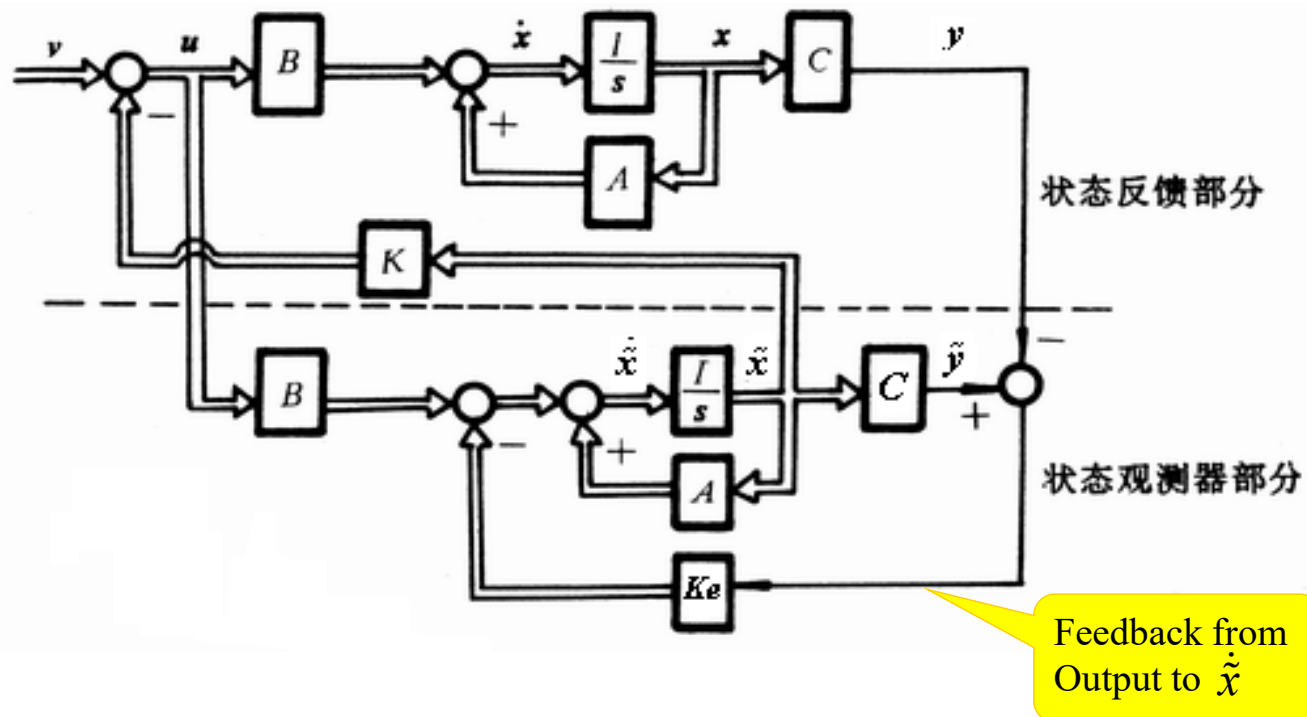 v u B ẋ I/s x C y
− +
A
状态反馈部分
K
−
B x̃̇ I/s x̃ C ỹ
− + +
A
状态观测器部分
Ke
Feedback from
Output to x̃̇